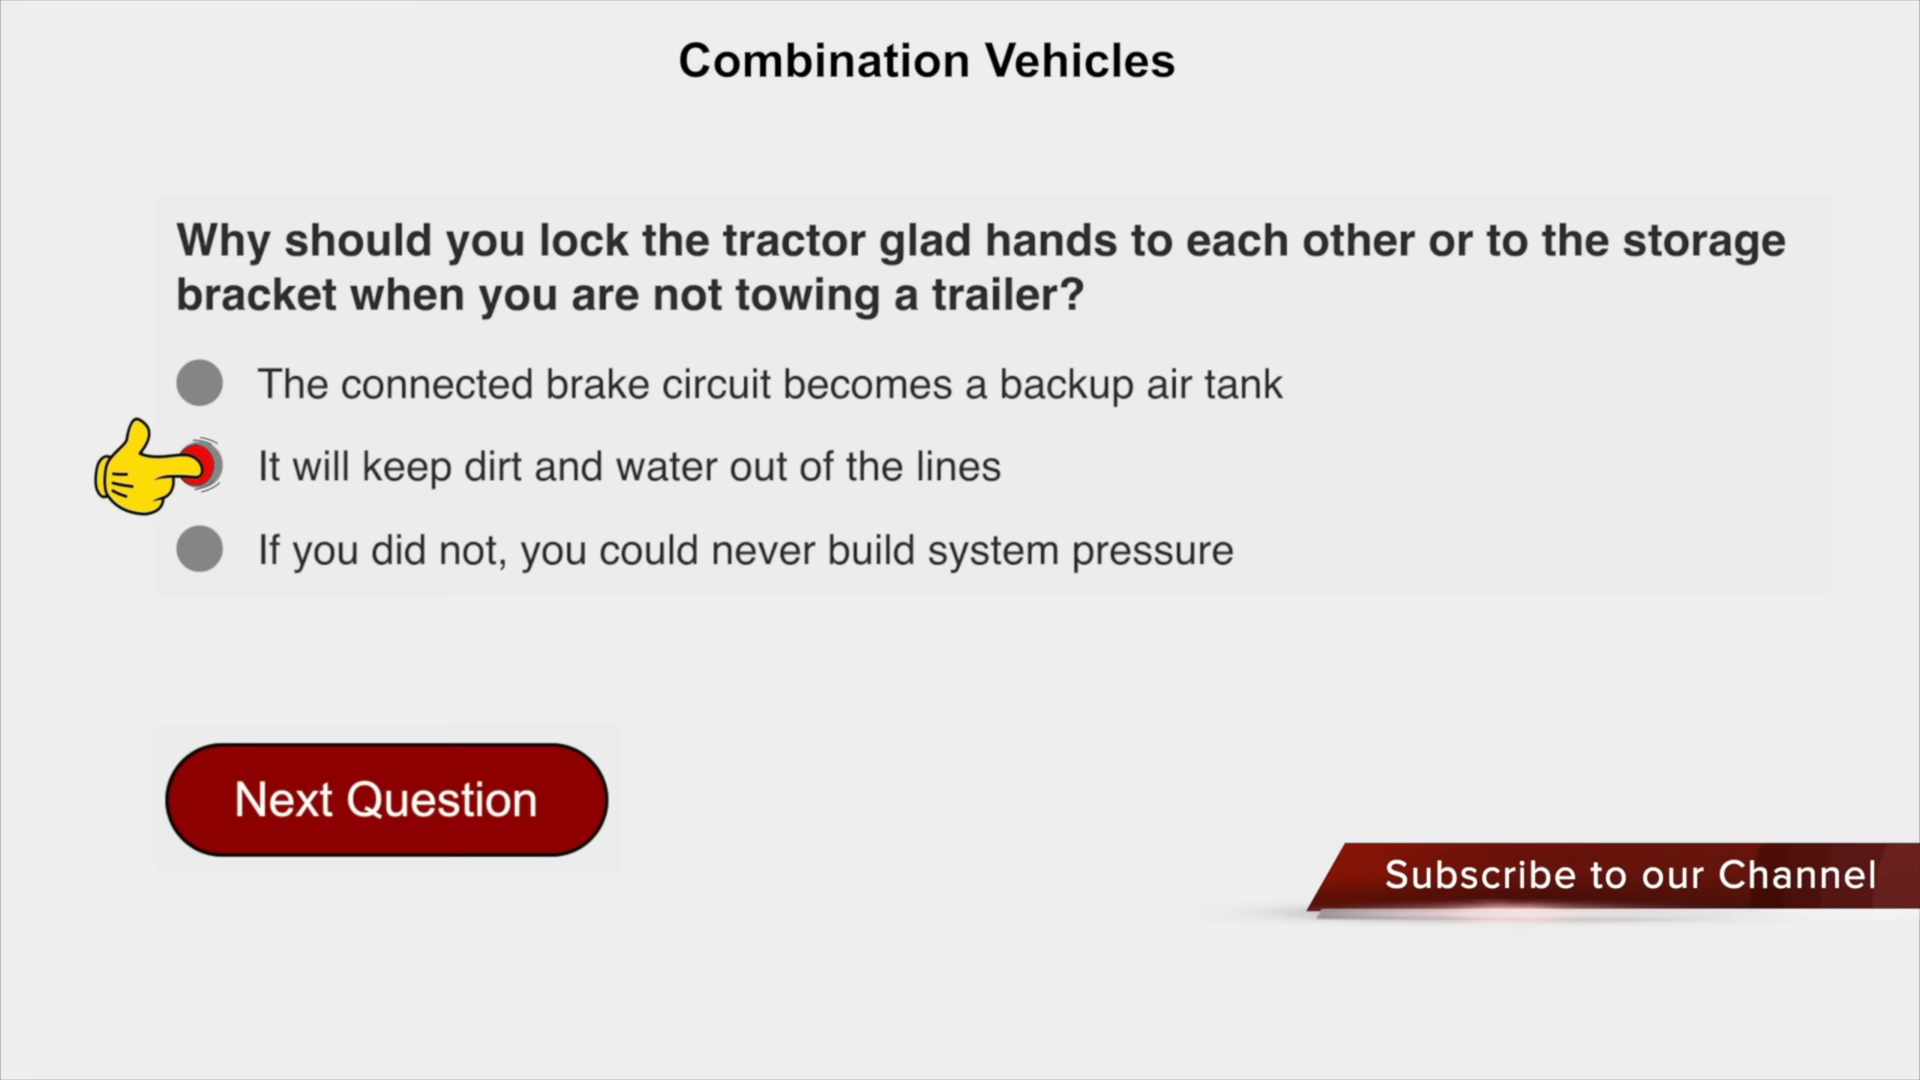 Combination Vehicles
Why should you lock the tractor glad hands to each other or to the storage
bracket when you are not towing a trailer?
The connected brake circuit becomes a backup air tank
It will keep dirt and water out of the lines
If you did not, you could never build system pressure
Next Question
Subscribe to our Channel